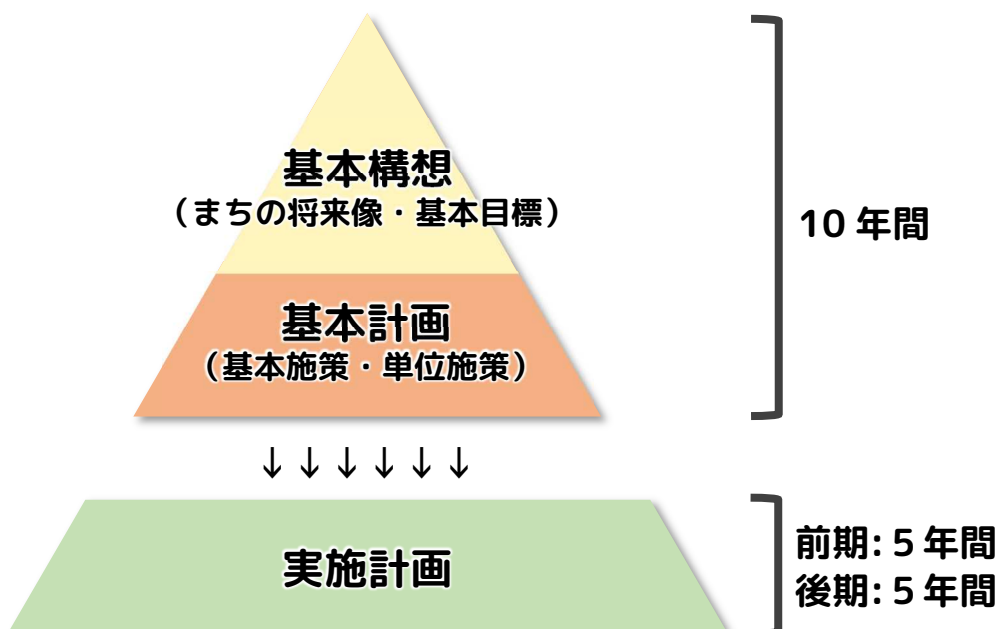 基本構想
（まちの将来像・基本目標）
10 年間
基本計画
（基本施策・単位施策）
↓↓↓↓↓↓
実施計画
前期: 5 年間
後期: 5 年間